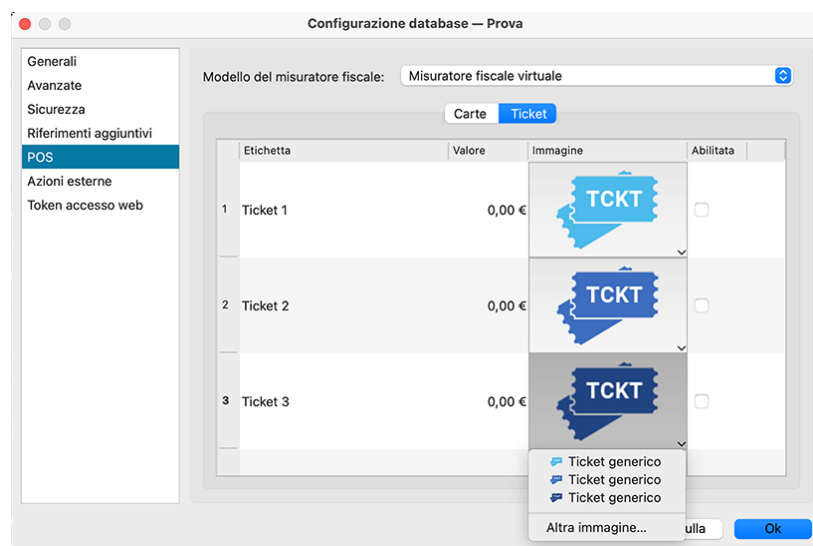 Configurazione database — Prova
Generali
Avanzate
Sicurezza
Riferimenti aggiuntivi
POS
Azioni esterne
Token accesso web
Modello del misuratore fiscale: Misuratore fiscale virtuale
Carte Ticket
Etichetta Valore Immagine Abilitata
1 Ticket 1 0,00 € TCKT
2 Ticket 2 0,00 € TCKT
3 Ticket 3 0,00 € TCKT
Ticket generico
Ticket generico
Ticket generico
Altra immagine...
ulla Ok